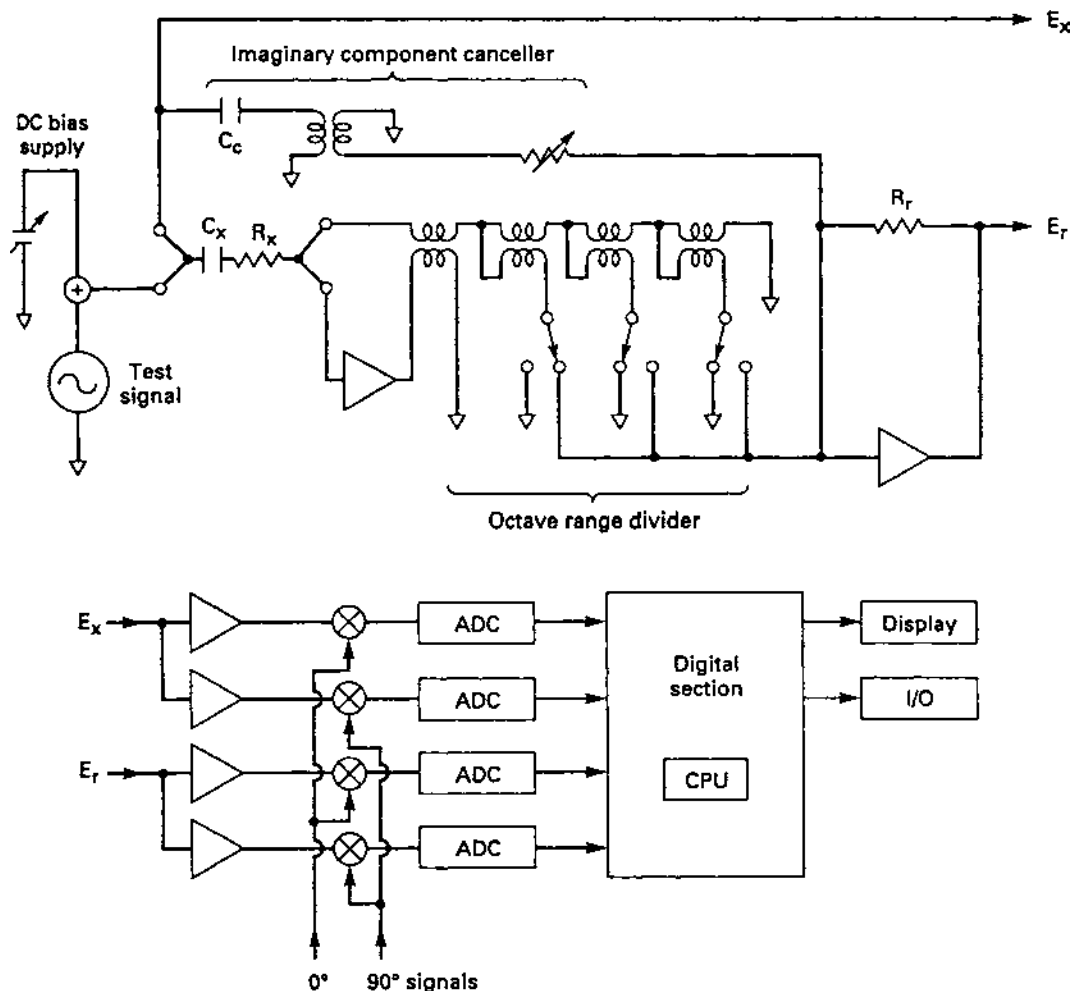 Ex
Imaginary component canceller
DC bias
supply
Cc
Cx
Rx
Rr
Er
+
Test
signal
Octave range divider
Ex
ADC
Display
Digital
section
ADC
I/O
Er
ADC
CPU
ADC
0°
90° signals